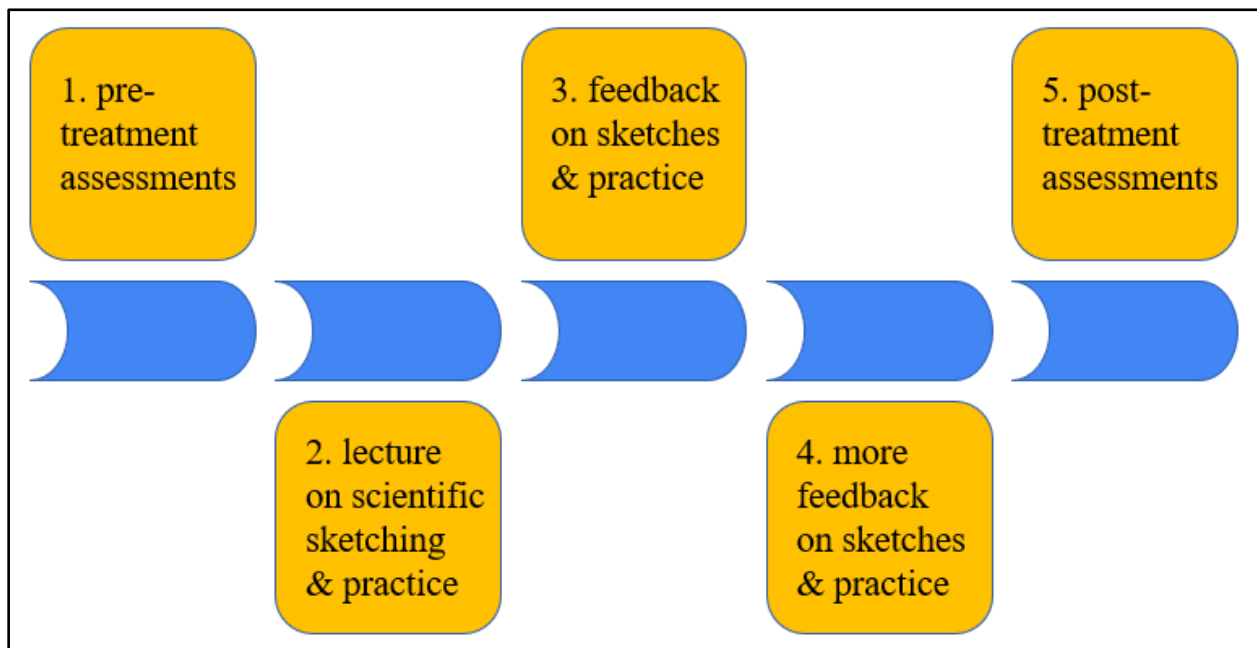 1. pre-
treatment
assessments
2. lecture
on scientific
sketching
& practice
3. feedback
on sketches
& practice
4. more
feedback
on sketches
& practice
5. post-
treatment
assessments